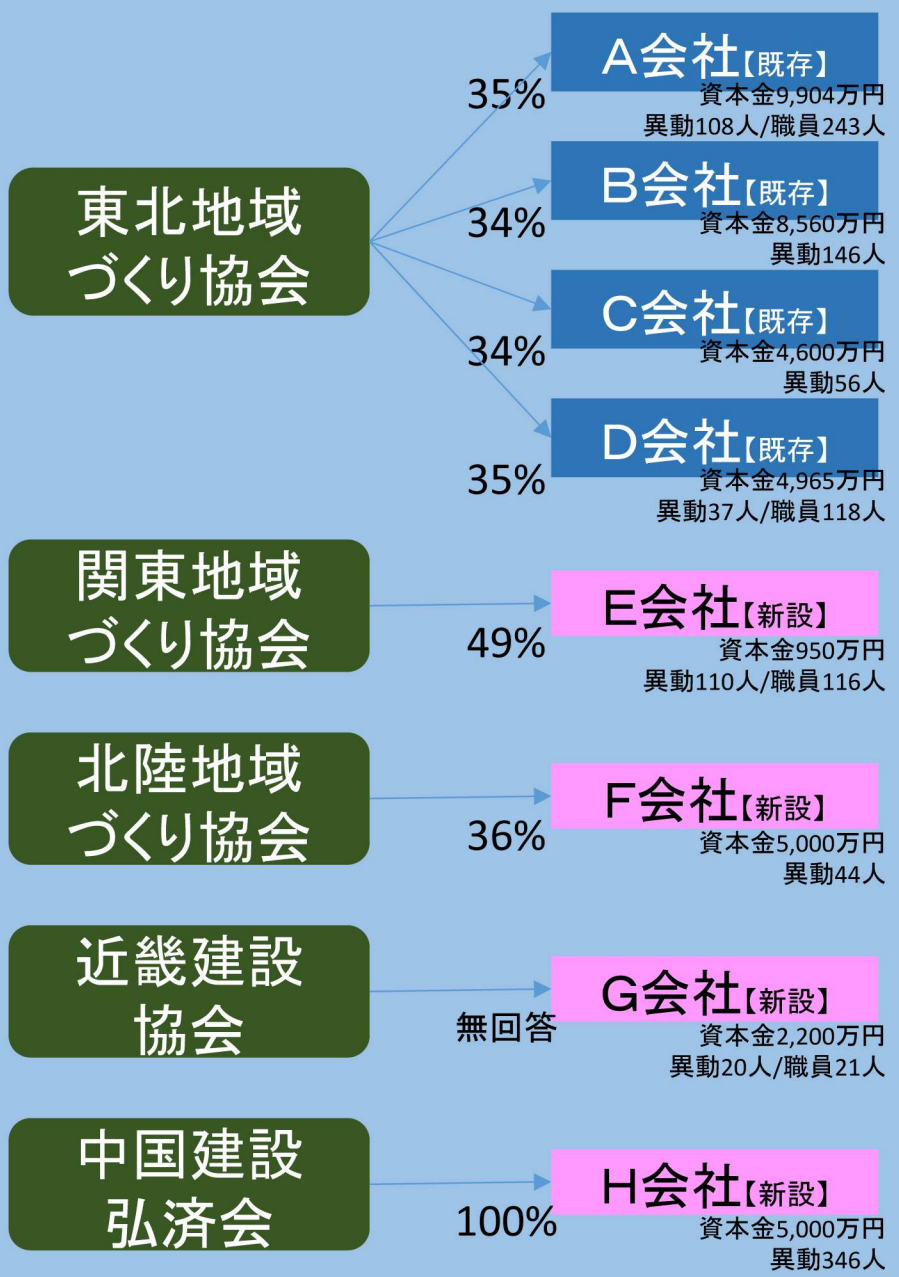 東北地域
づくり協会
35%
A会社【既存】
資本金9,904万円
異動108人/職員243人
34%
B会社【既存】
資本金8,560万円
異動146人
34%
C会社【既存】
資本金4,600万円
異動56人
35%
D会社【既存】
資本金4,965万円
異動37人/職員118人
関東地域
づくり協会
49%
E会社【新設】
資本金950万円
異動110人/職員116人
北陸地域
づくり協会
36%
F会社【新設】
資本金5,000万円
異動44人
近畿建設
協会
無回答
G会社【新設】
資本金2,200万円
異動20人/職員21人
中国建設
弘済会
100%
H会社【新設】
資本金5,000万円
異動346人